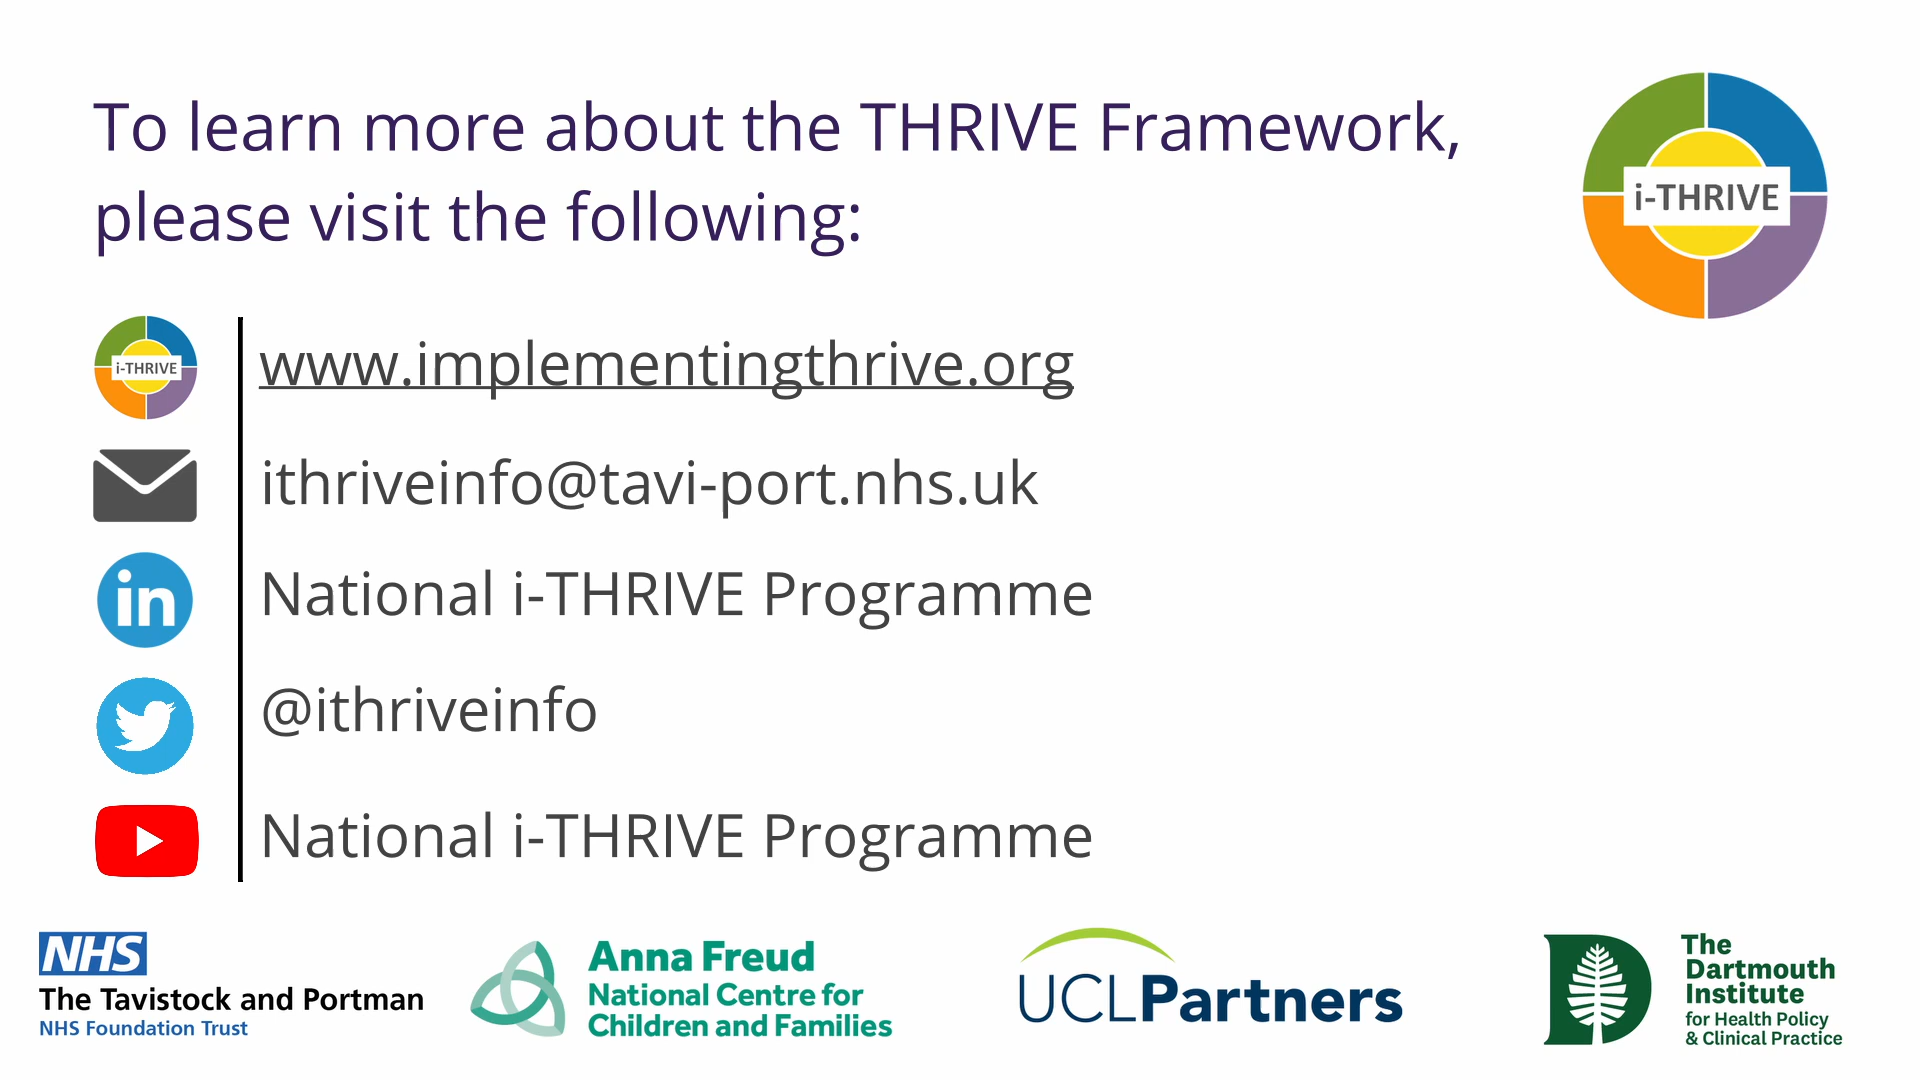 To learn more about the THRIVE Framework,
please visit the following:
i-THRIVE
i-THRIVE
www.implementingthrive.org
ithriveinfo@tavi-port.nhs.uk
in
National i-THRIVE Programme
@ithriveinfo
National i-THRIVE Programme
NHS
The Tavistock and Portman
NHS Foundation Trust
Anna Freud
National Centre for
Children and Families
UCLPartners
D
The
Dartmouth
Institute
for Health Policy
& Clinical Practice